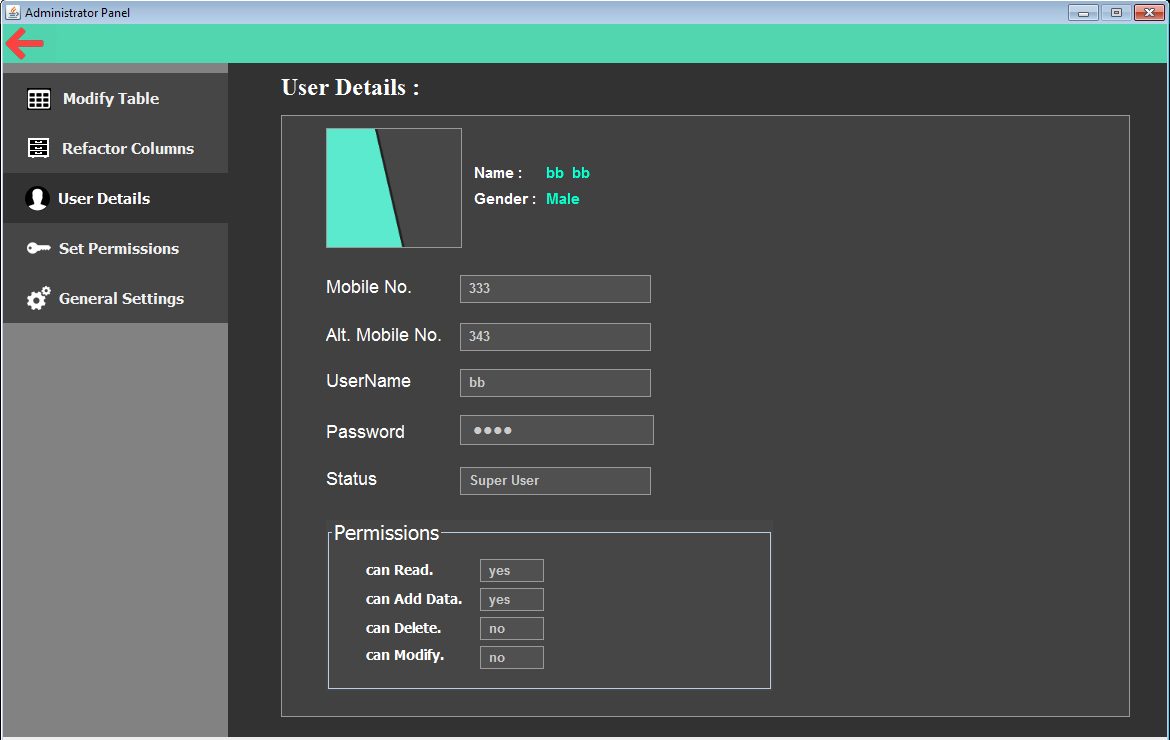 Administrator Panel
Modify Table
Refactor Columns
User Details
Set Permissions
General Settings
User Details :
Name : bb bb
Gender : Male
Mobile No. 333
Alt. Mobile No. 343
UserName bb
Password ●●●●
Status Super User
Permissions
can Read. yes
can Add Data. yes
can Delete. no
can Modify. no